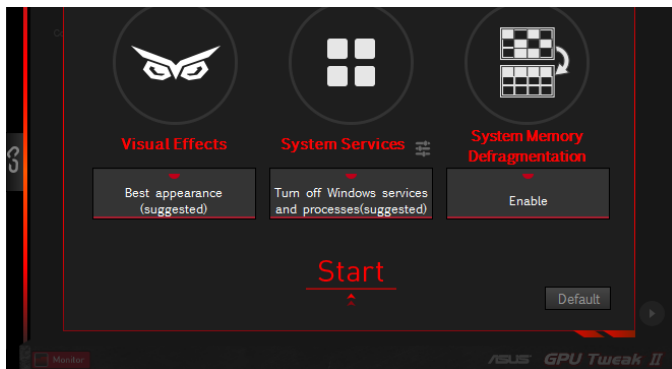 Visual Effects
System Services
System Memory
Defragmentation
Best appearance
(suggested)
Turn off Windows services
and processes(suggested)
Enable
Start
Default
Monitor
ASUS GPU Tweak II